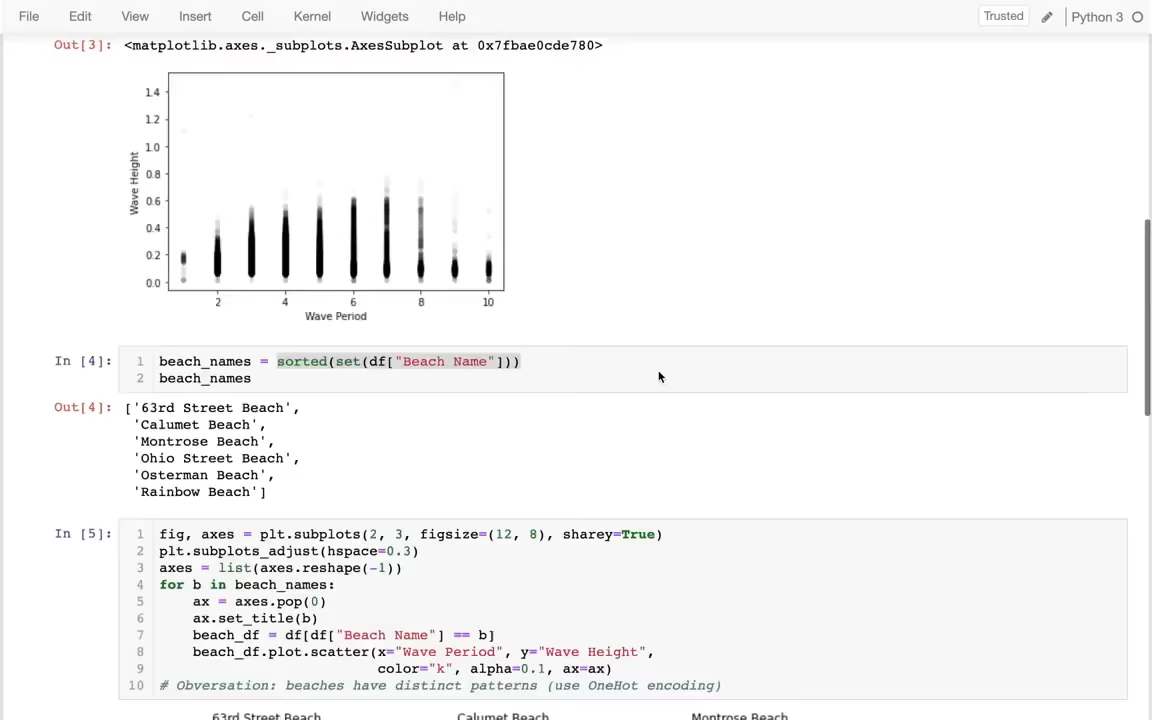 File Edit View Insert Cell Kernel Widgets Help Trusted Python 3
Out[3]: <matplotlib.axes._subplots.AxesSubplot at 0x7fbae0cde780>
1.4
1.2
1.0
0.8
0.6
0.4
0.2
0.0
Wave Height
2 4 6 8 10
Wave Period
In [4]: 1 beach_names = sorted(set(df["Beach Name"]))
2 beach_names
Out[4]: ['63rd Street Beach',
'Calumet Beach',
'Montrose Beach',
'Ohio Street Beach',
'Osterman Beach',
'Rainbow Beach']
In [5]: 1 fig, axes = plt.subplots(2, 3, figsize=(12, 8), sharey=True)
2 plt.subplots_adjust(hspace=0.3)
3 axes = list(axes.reshape(-1))
4 for b in beach_names:
5 ax = axes.pop(0)
6 ax.set_title(b)
7 beach_df = df[df["Beach Name"] == b]
8 beach_df.plot.scatter(x="Wave Period", y="Wave Height",
9 color="k", alpha=0.1, ax=ax)
10 # Obversation: beaches have distinct patterns (use OneHot encoding)
63rd Street Beach Calumet Beach Montrose Beach